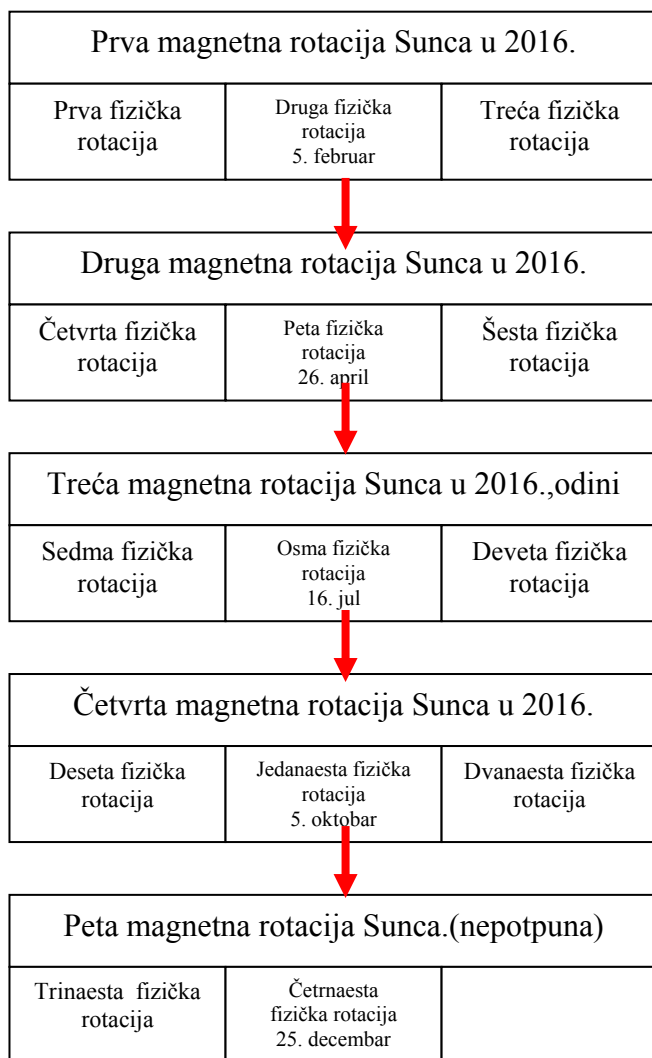 Prva magnetna rotacija Sunca u 2016.
Prva fizička
rotacija
Druga fizička
rotacija
5. februar
Treća fizička
rotacija
Druga magnetna rotacija Sunca u 2016.
Četvrta fizička
rotacija
Peta fizička
rotacija
26. april
Šesta fizička
rotacija
Treća magnetna rotacija Sunca u 2016.,odini
Sedma fizička
rotacija
Osma fizička
rotacija
16. jul
Deveta fizička
rotacija
Četvrta magnetna rotacija Sunca u 2016.
Deseta fizička
rotacija
Jedanaesta fizička
rotacija
5. oktobar
Dvanaesta fizička
rotacija
Peta magnetna rotacija Sunca.(nepotpuna)
Trinaesta fizička
rotacija
Četrnaesta
fizička rotacija
25. decembar